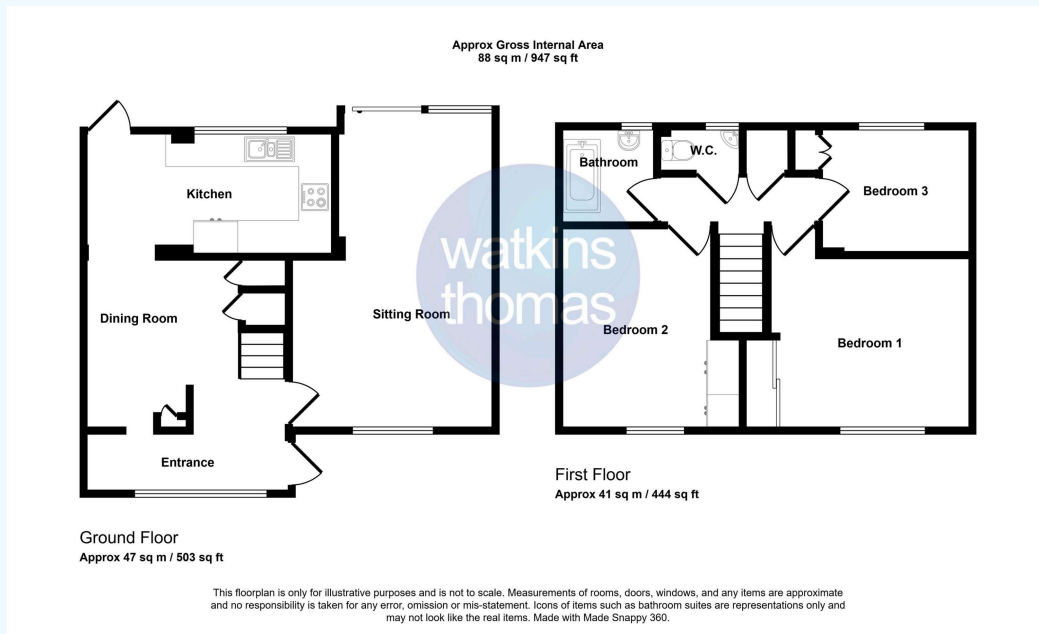 Approx Gross Internal Area
88 sq m / 947 sq ft
Kitchen
Dining Room
Sitting Room
Entrance
Bathroom
W.C.
Bedroom 3
Bedroom 2
Bedroom 1
watkins
thomas
Ground Floor
Approx 47 sq m / 503 sq ft
First Floor
Approx 41 sq m / 444 sq ft
This floorplan is only for illustrative purposes and is not to scale. Measurements of rooms, doors, windows, and any items are approximate
and no responsibility is taken for any error, omission or mis-statement. Icons of items such as bathroom suites are representations only and
may not look like the real items. Made with Made Snappy 360.